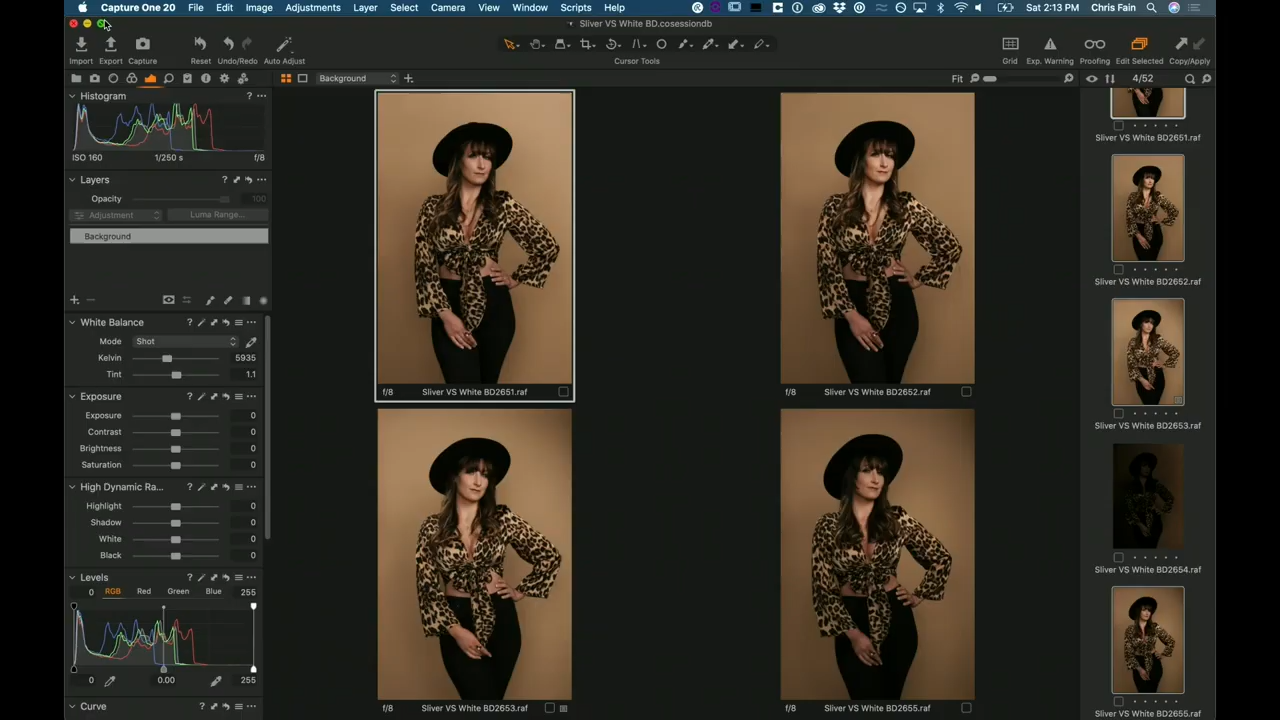 Capture One 20 File Edit Image Adjustments Layer Select Camera View Window Scripts Help Sat 2:13 PM Chris Fain
Sliver VS White BD.cosessiondb
Import Export Capture Reset Undo/Redo Auto Adjust Cursor Tools Grid Exp. Warning Proofing Edit Selected Copy/Apply
Background Fit 4/52
Histogram ? ...
ISO 160 1/250 s f/8
Layers ? ...
Opacity 100
Adjustment Luma Range...
Background
White Balance ? ...
Mode Shot
Kelvin 5935
Tint 1.1
Exposure ? ...
Exposure 0
Contrast 0
Brightness 0
Saturation 0
High Dynamic Ra... ? ...
Highlight 0
Shadow 0
White 0
Black 0
Levels ? ...
0 RGB Red Green Blue 255
0 0.00 255
Curve ? ...
f/8 Sliver VS White BD2651.raf
f/8 Sliver VS White BD2652.raf
f/8 Sliver VS White BD2653.raf
f/8 Sliver VS White BD2655.raf
Sliver VS White BD2651.raf
Sliver VS White BD2652.raf
Sliver VS White BD2653.raf
Sliver VS White BD2654.raf
Sliver VS White BD2655.raf